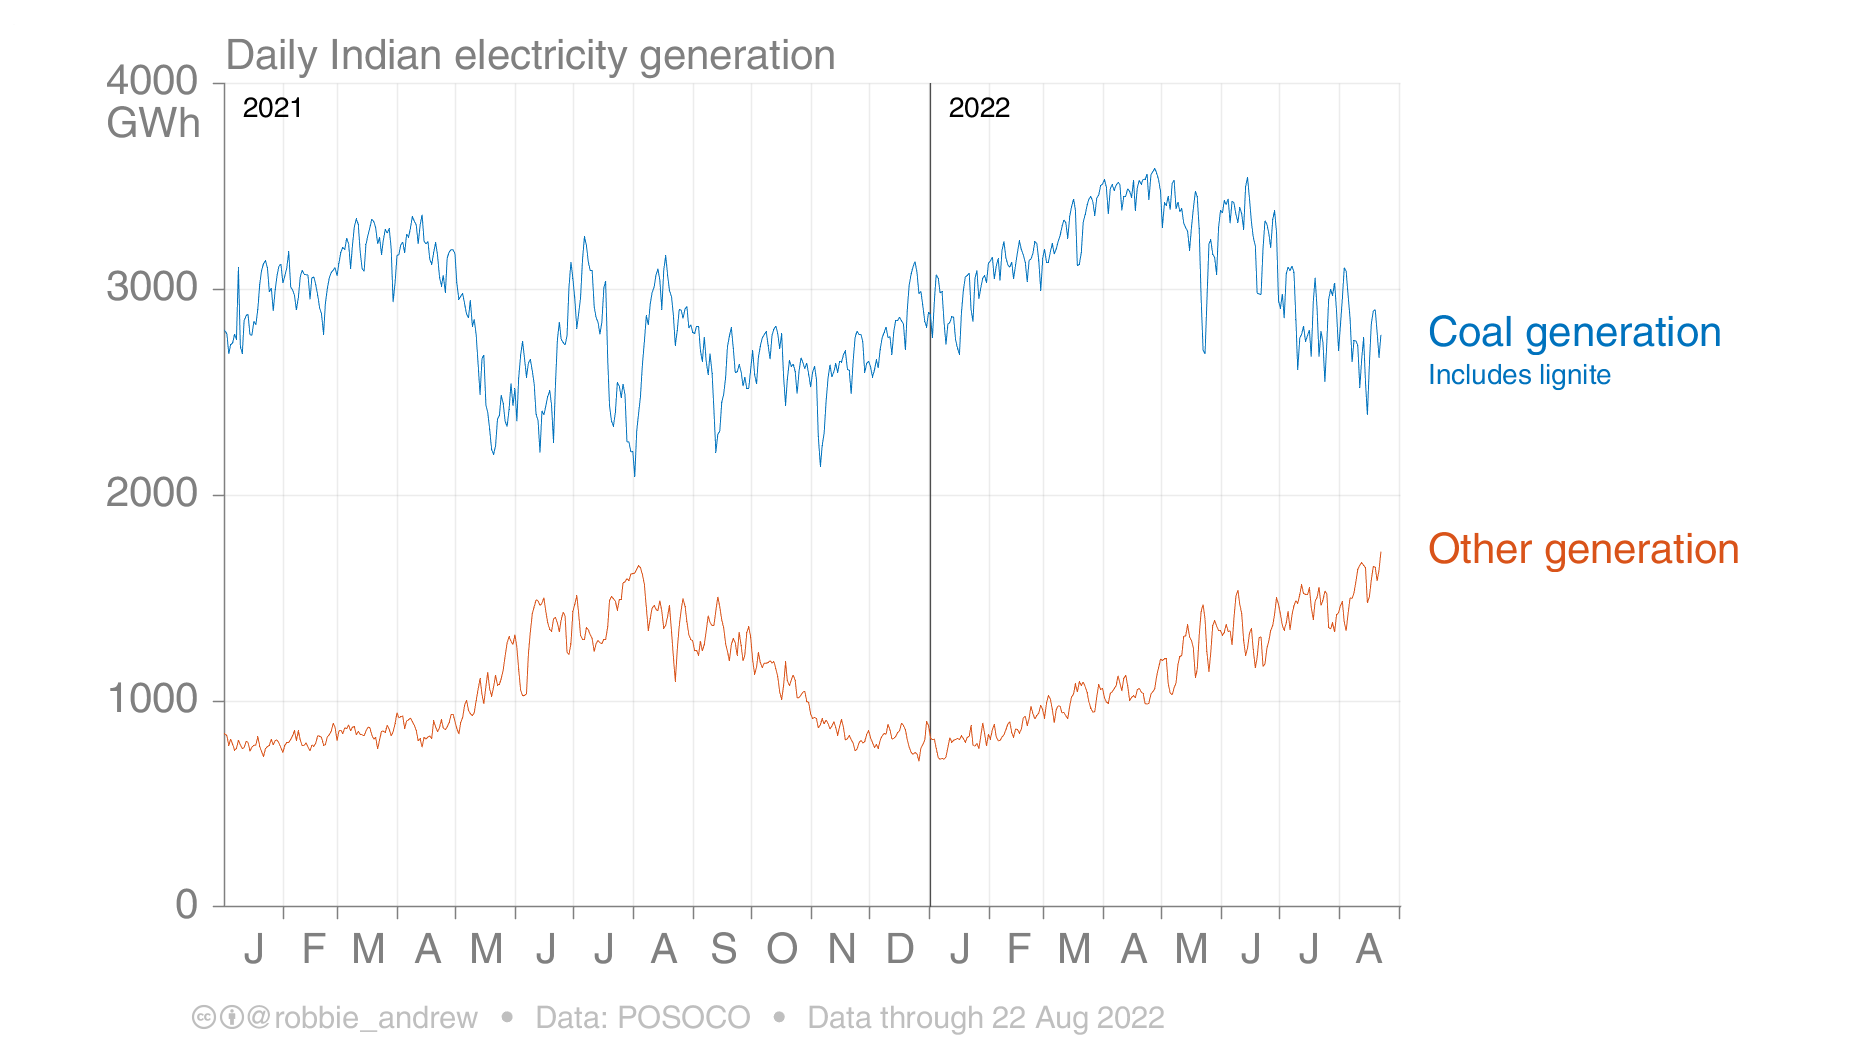 Daily Indian electricity generation
4000
GWh
2021
2022
3000
Coal generation
Includes lignite
2000
Other generation
1000
0
J F M A M J J A S O N D J F M A M J J A
@robbie_andrew • Data: POSOCO • Data through 22 Aug 2022